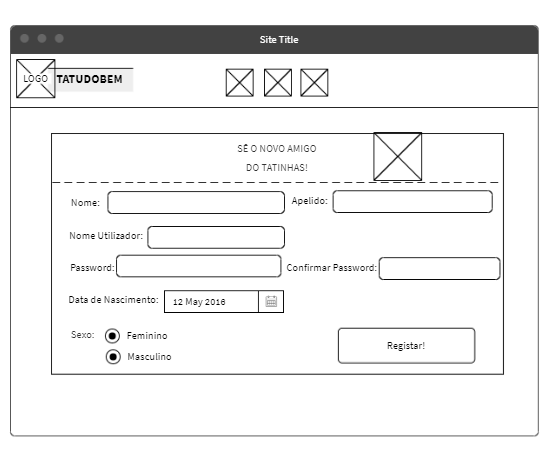 Site Title
LOGO
TATUDOBEM
SÊ O NOVO AMIGO
DO TATINHAS!
Nome:
Apelido:
Nome Utilizador:
Password:
Confirmar Password:
Data de Nascimento:
12 May 2016
Sexo:
Feminino
Masculino
Registar!